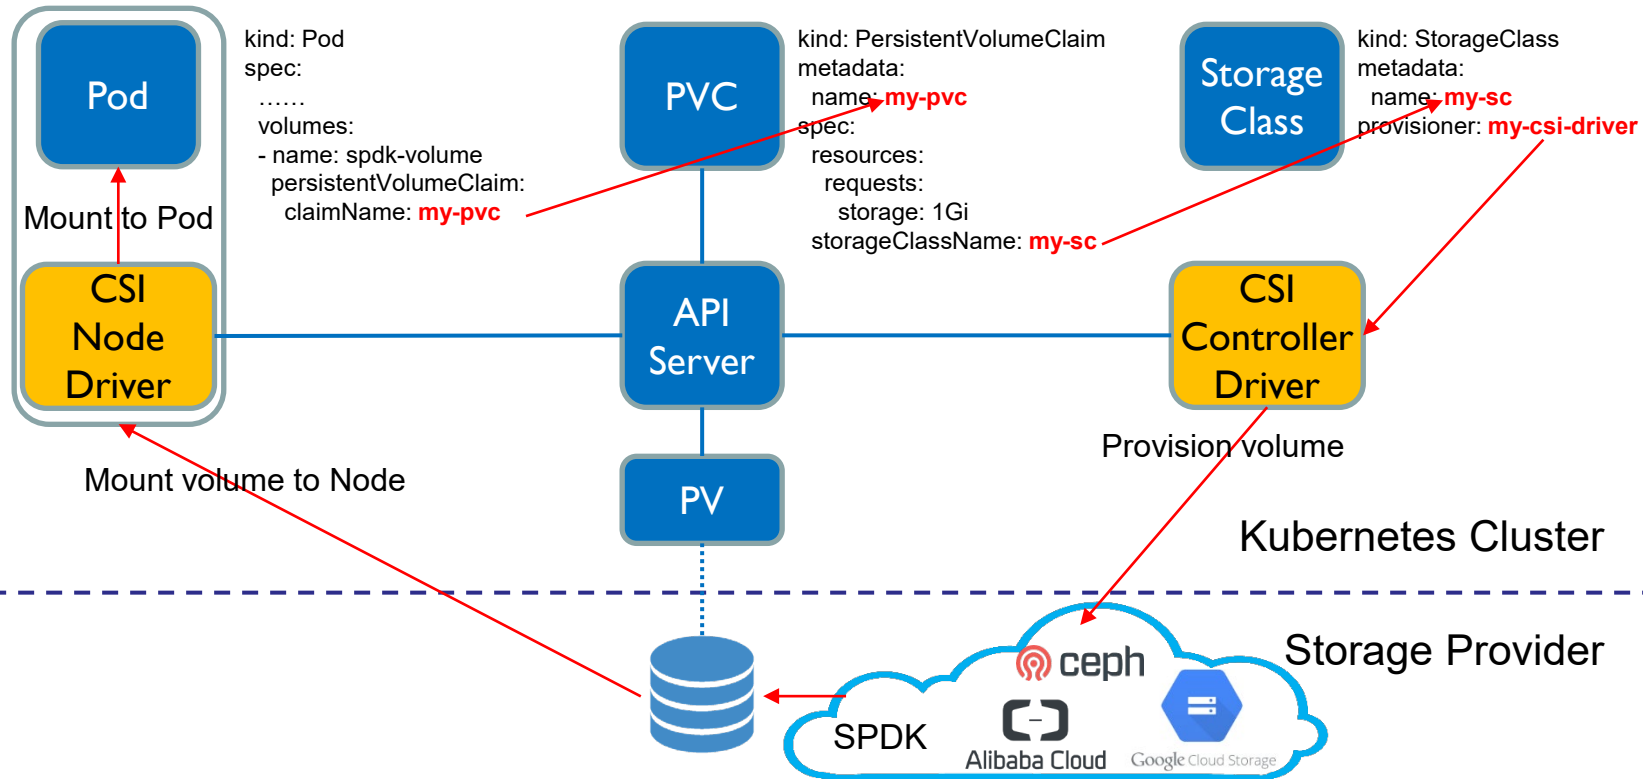 Pod
kind: Pod
spec:
……
volumes:
- name: spdk-volume
persistentVolumeClaim:
claimName: my-pvc
PVC
kind: PersistentVolumeClaim
metadata:
name: my-pvc
spec:
resources:
requests:
storage: 1Gi
storageClassName: my-sc
Storage
Class
kind: StorageClass
metadata:
name: my-sc
provisioner: my-csi-driver
Mount to Pod
CSI
Node
Driver
API
Server
CSI
Controller
Driver
Mount volume to Node
PV
Provision volume
Kubernetes Cluster
Storage Provider
ceph
SPDK
Alibaba Cloud
Google Cloud Storage